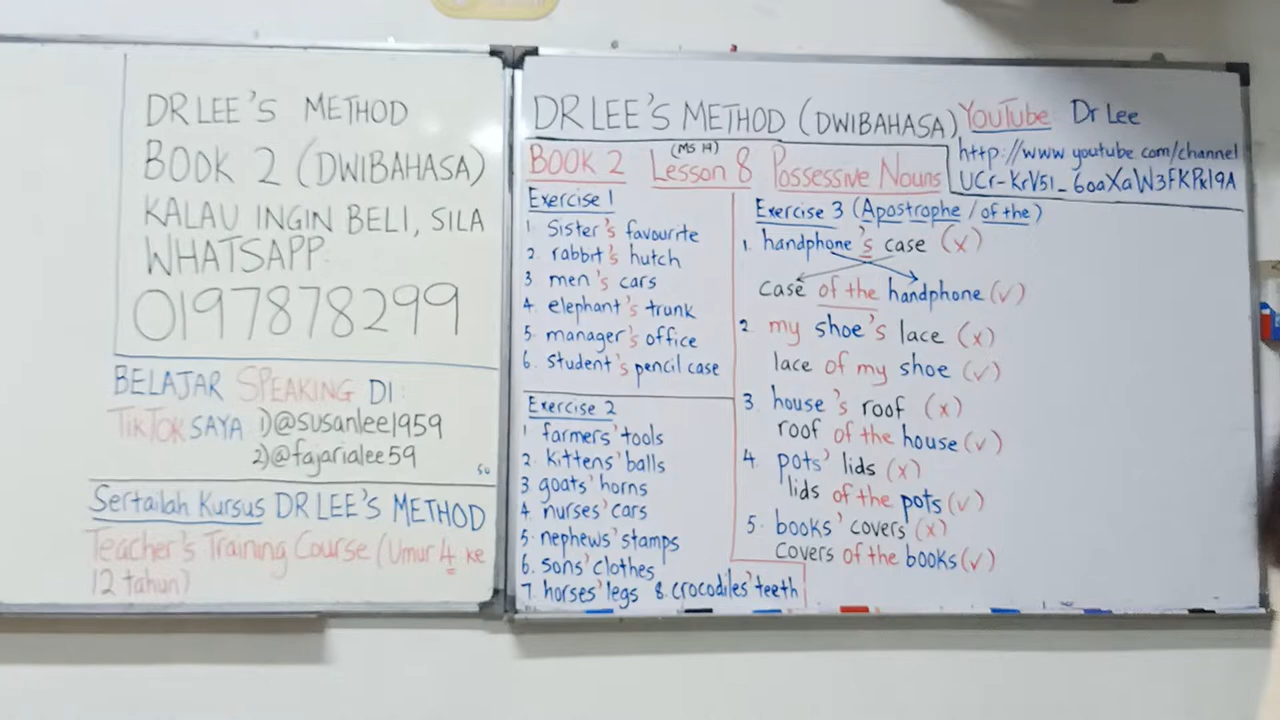 DR LEE'S METHOD
BOOK 2 (DWIBAHASA)
KALAU INGIN BELI, SILA
WHATSAPP
0197878299
BELAJAR SPEAKING DI:
TikTok SAYA 1)@susanlee1959
2)@fajarialee59
50
Sertailah Kursus DR LEE'S METHOD
Teacher's Training Course (Umur 4 ke
12 tahun)
DR LEE'S METHOD (DWIBAHASA)
YouTube: Dr Lee
http://www youtube.com/channel
UCr-KrV51_6oaXaW3FKPxl9A
(MS 19)
BOOK 2 Lesson 8 Possessive Nouns
Exercise 1
1. sister's favourite
2. rabbit's hutch
3 men's cars
4. elephant's trunk
5. manager's office
6. student's pencil case
Exercise 2
1 farmers' tools
2. kittens' balls
3. goats' horns
4. nurses' cars
5. nephews' stamps
6. sons' clothes
7. horses' legs 8. crocodiles' teeth
Exercise 3 (Apostrophe / of the)
1. handphone's case (x)
case of the handphone (✓)
2. my shoe's lace (x)
lace of my shoe (✓)
3. house's roof (x)
roof of the house (✓)
4. pots' lids (x)
lids of the pots (✓)
5. books' covers (x)
covers of the books (✓)